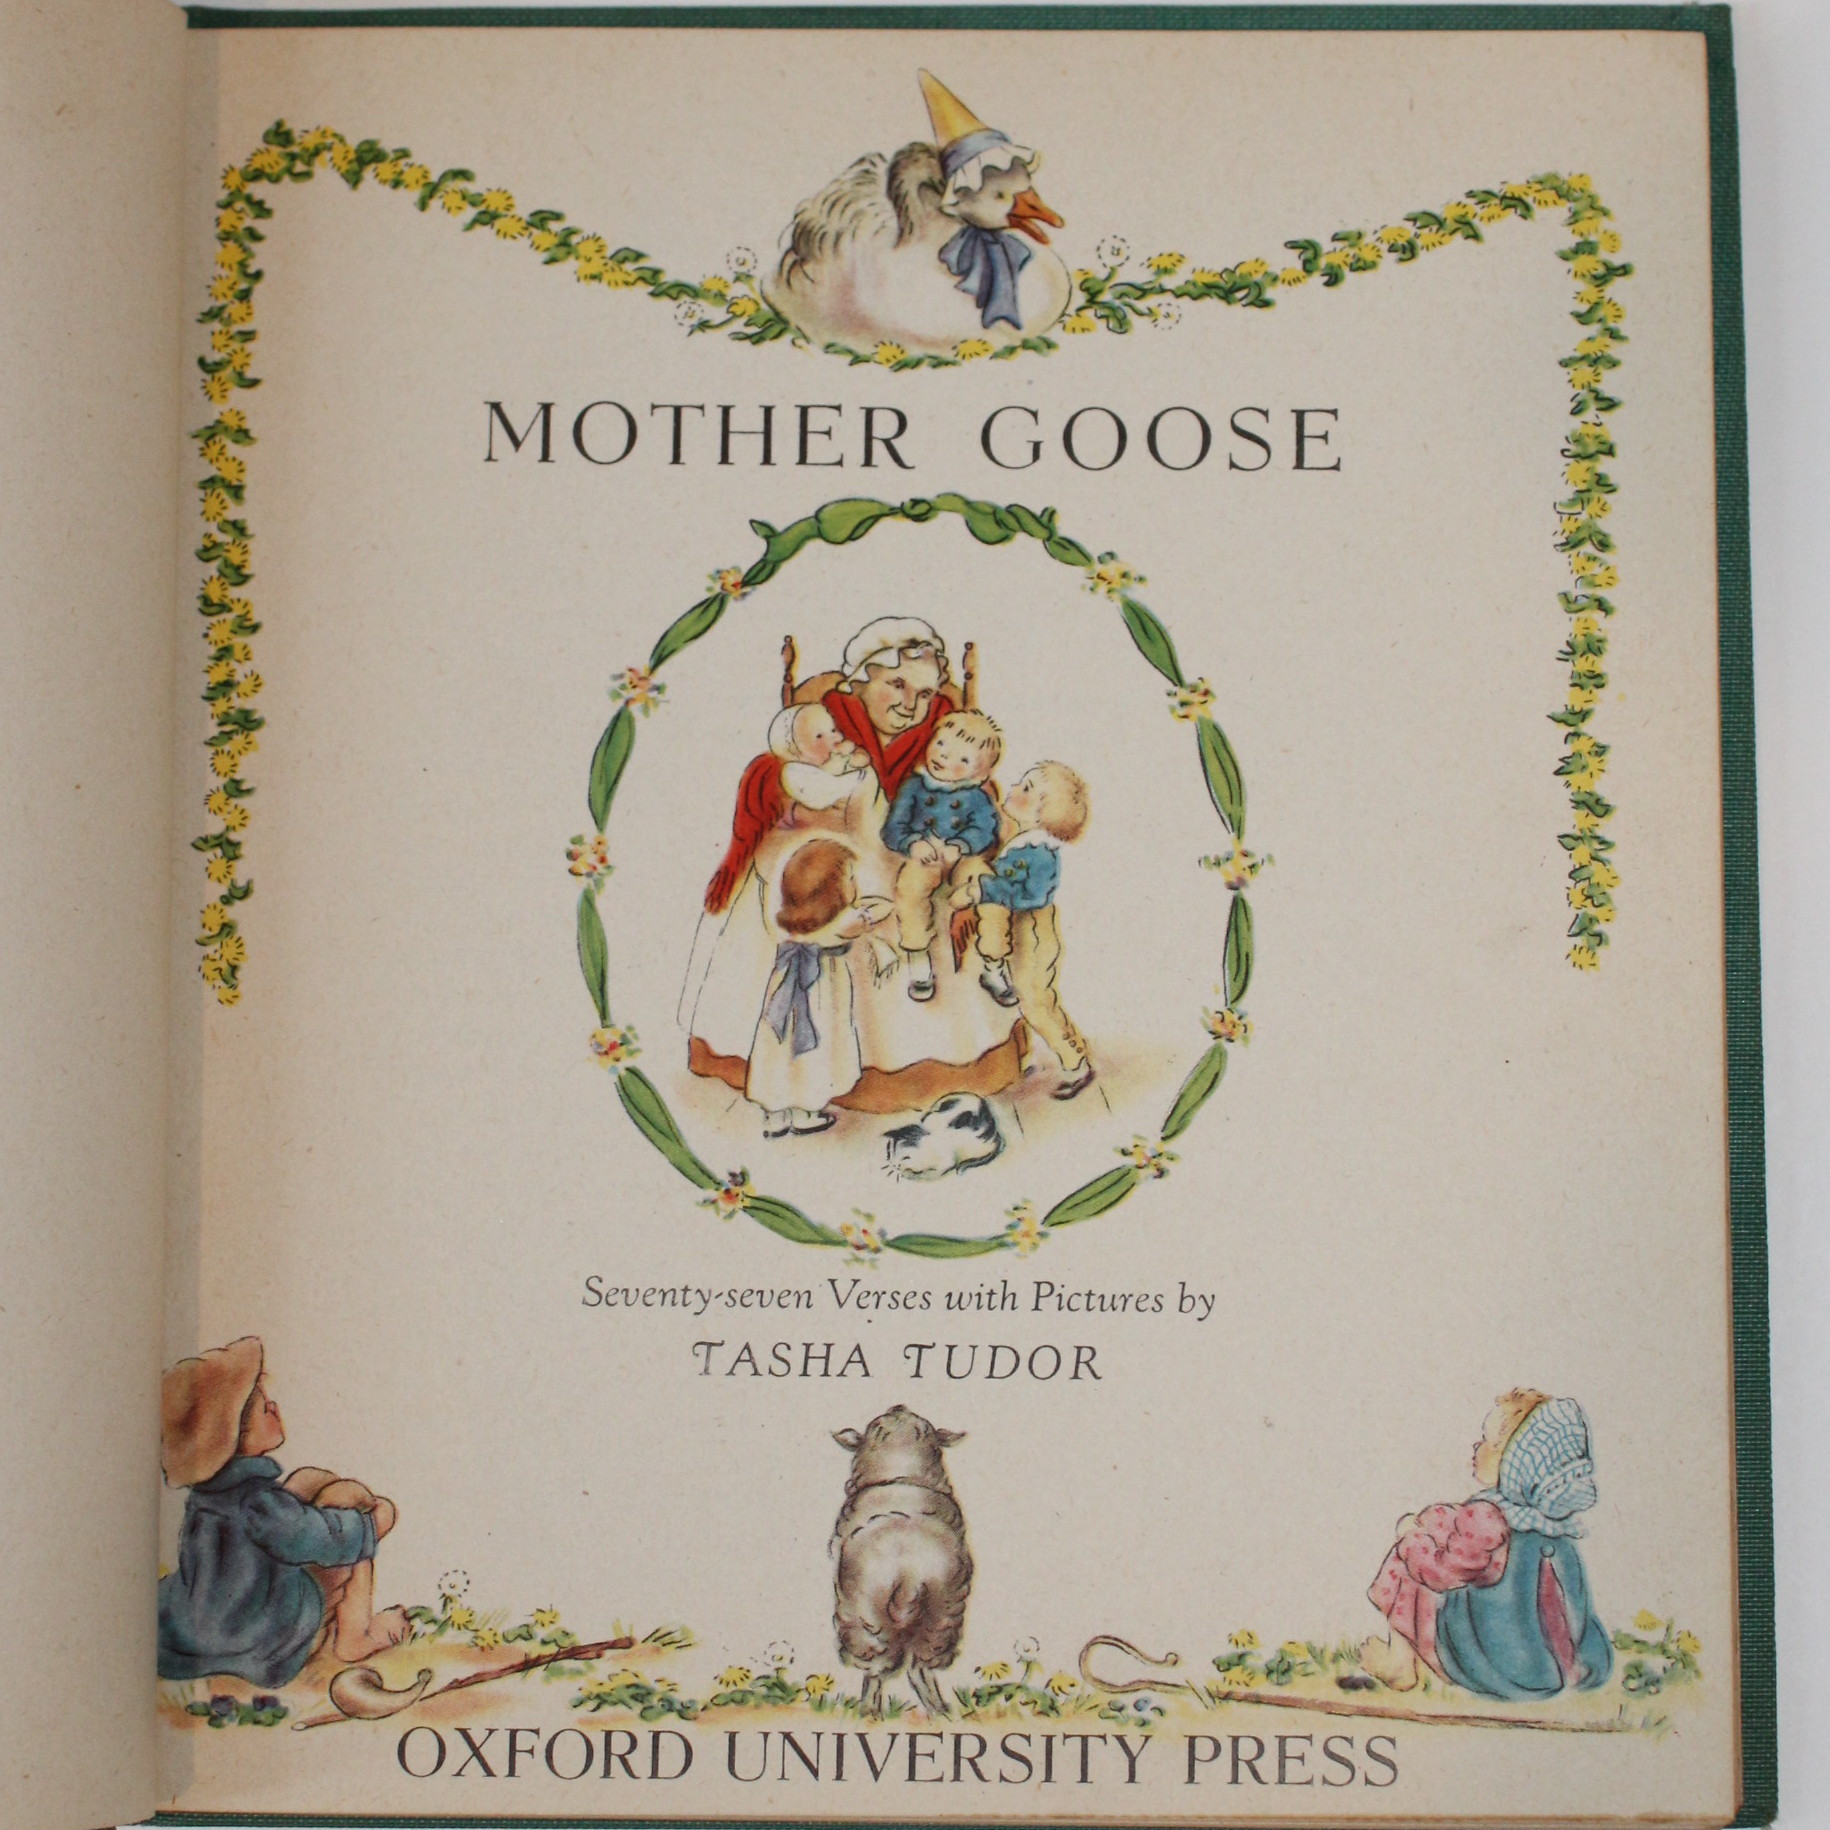 MOTHER GOOSE
Seventy-seven Verses with Pictures by
TASHA TUDOR
OXFORD UNIVERSITY PRESS